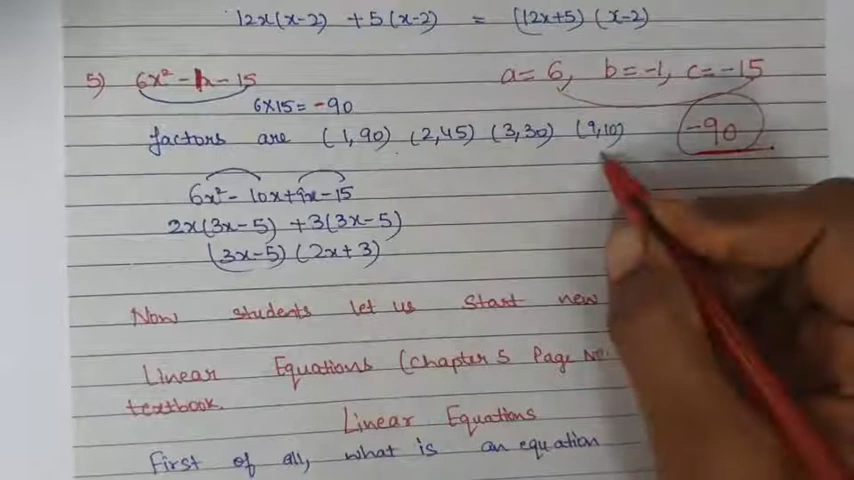 12x(x-2) + 5(x-2) = (12x+5) (x-2)
5) 6x² - x - 15 a = 6, b = -1, c = -15
6×15 = -90
factors are (1,90) (2,45) (3,30) (9,10) -90
6x² - 10x + 9x - 15
2x(3x-5) + 3(3x-5)
(3x-5) (2x+3)
Now students let us start new
Linear Equations (chapter 5 Page No
textbook.
Linear Equations
First of all, what is an equation